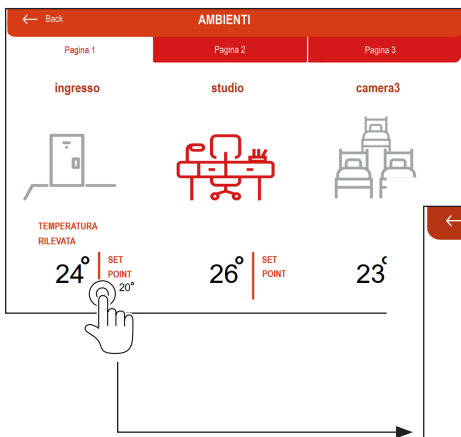 ← Back
AMBIENTI
Pagina 1
Pagina 2
Pagina 3
ingresso
studio
camera3
TEMPERATURA
RILEVATA
24°
SET
POINT
20°
26°
SET
POINT
23°